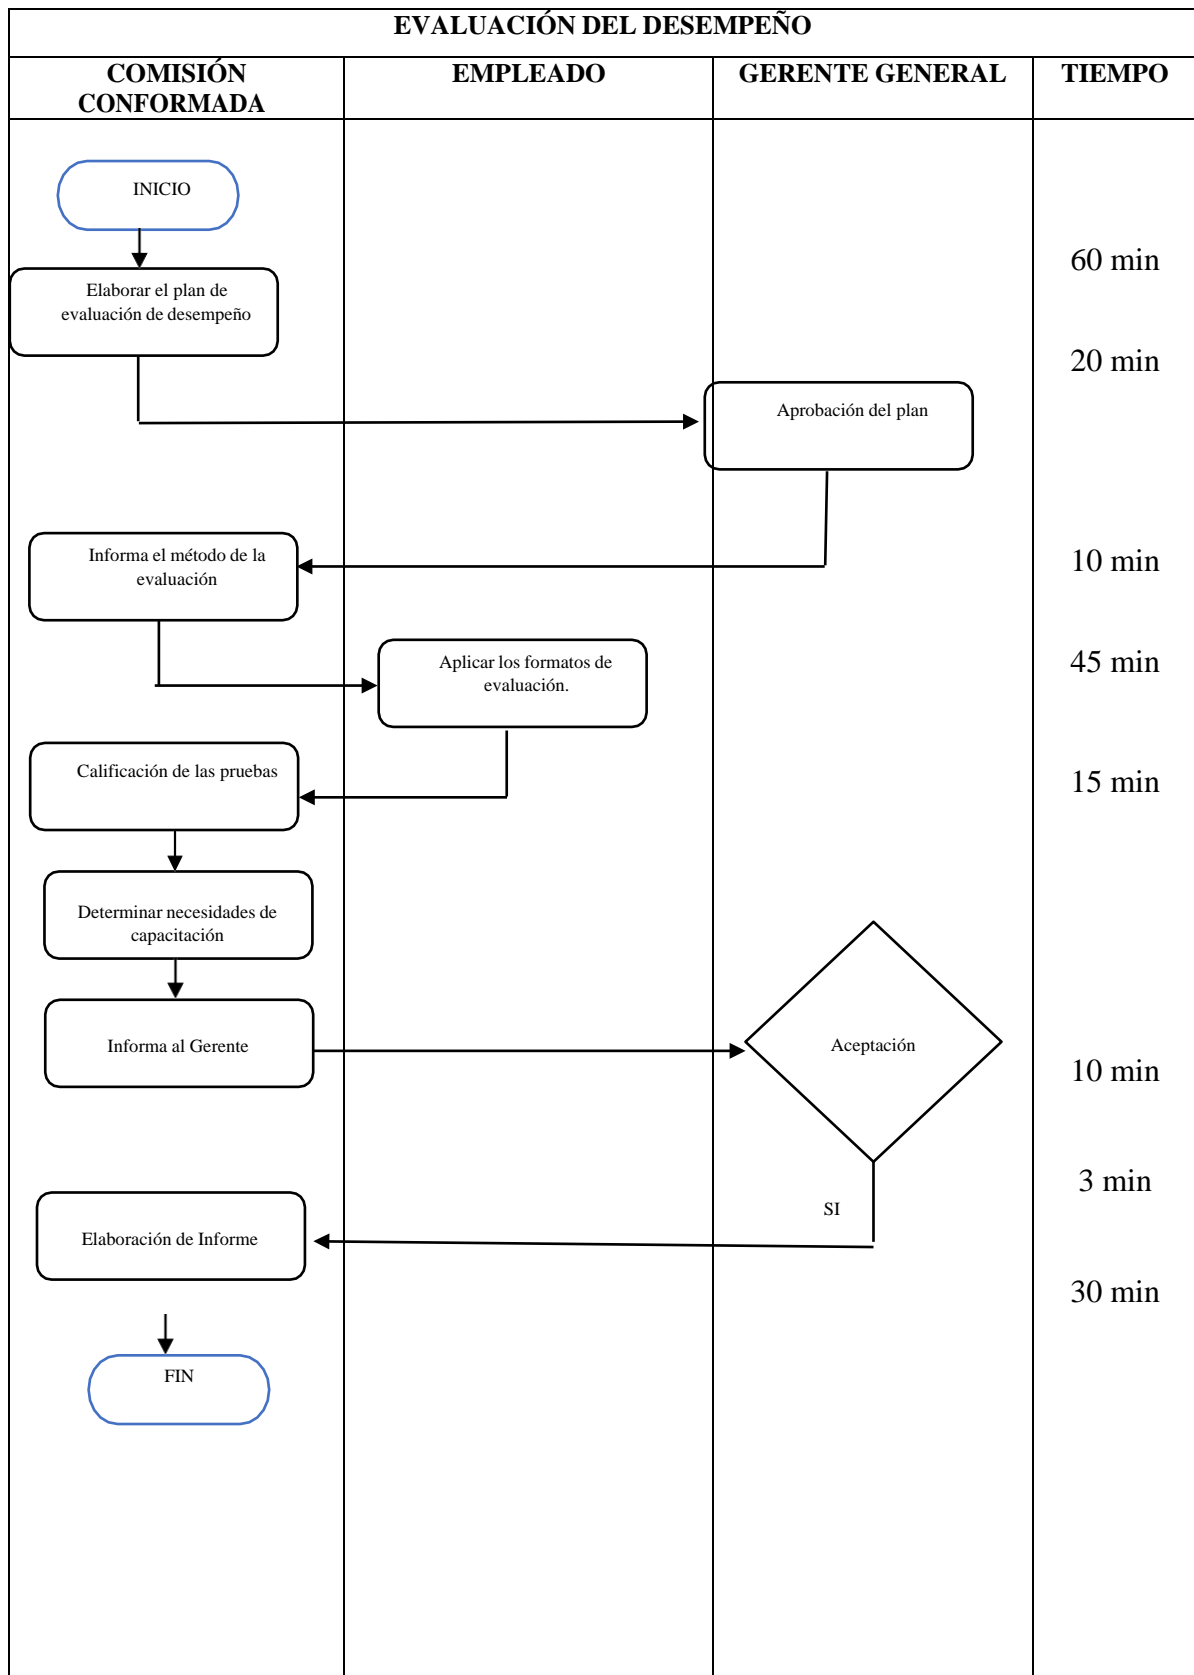 EVALUACIÓN DEL DESEMPEÑO
COMISIÓN
CONFORMADA
EMPLEADO
GERENTE GENERAL
TIEMPO
INICIO
60 min
Elaborar el plan de
evaluación de desempeño
20 min
Aprobación del plan
Informa el método de la
evaluación
10 min
Aplicar los formatos de
evaluación.
45 min
Calificación de las pruebas
15 min
Determinar necesidades de
capacitación
Informa al Gerente
Aceptación
10 min
3 min
SI
Elaboración de Informe
30 min
FIN